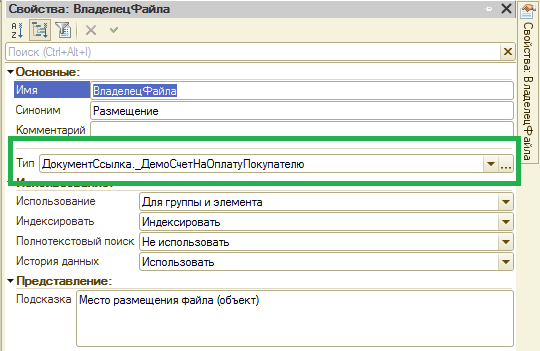 Свойства: ВладелецФайла
Поиск (Ctrl+Alt+I)
Основные:
Имя ВладелецФайла
Синоним Размещение
Комментарий
Тип ДокументСсылка._ДемоСчетНаОплатуПокупателю ...
Использование:
Использование Для группы и элемента
Индексировать Индексировать
Полнотекстовый поиск Не использовать
История данных Использовать
Представление:
Подсказка Место размещения файла (объект)
Свойства: ВладелецФайла